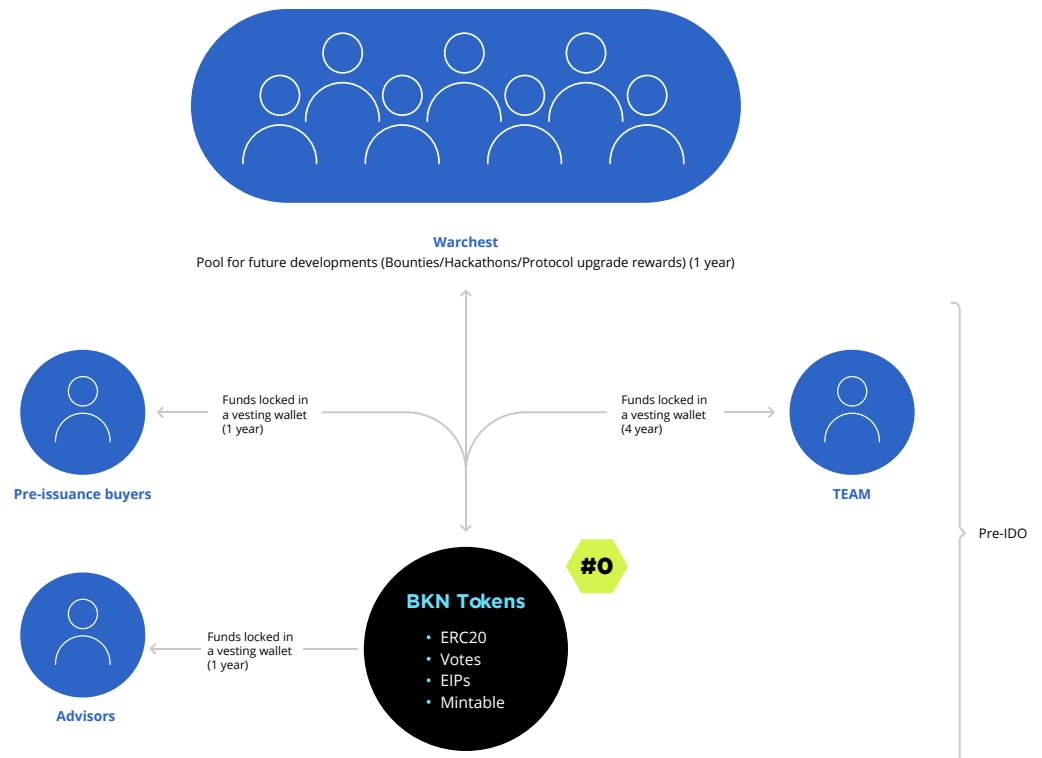 Warchest
Pool for future developments (Bounties/Hackathons/Protocol upgrade rewards) (1 year)
Funds locked in
a vesting wallet
(1 year)
Pre-issuance buyers
Funds locked in
a vesting wallet
(4 year)
TEAM
Pre-IDO
#0
BKN Tokens
• ERC20
• Votes
• EIPs
• Mintable
Funds locked in
a vesting wallet
(1 year)
Advisors